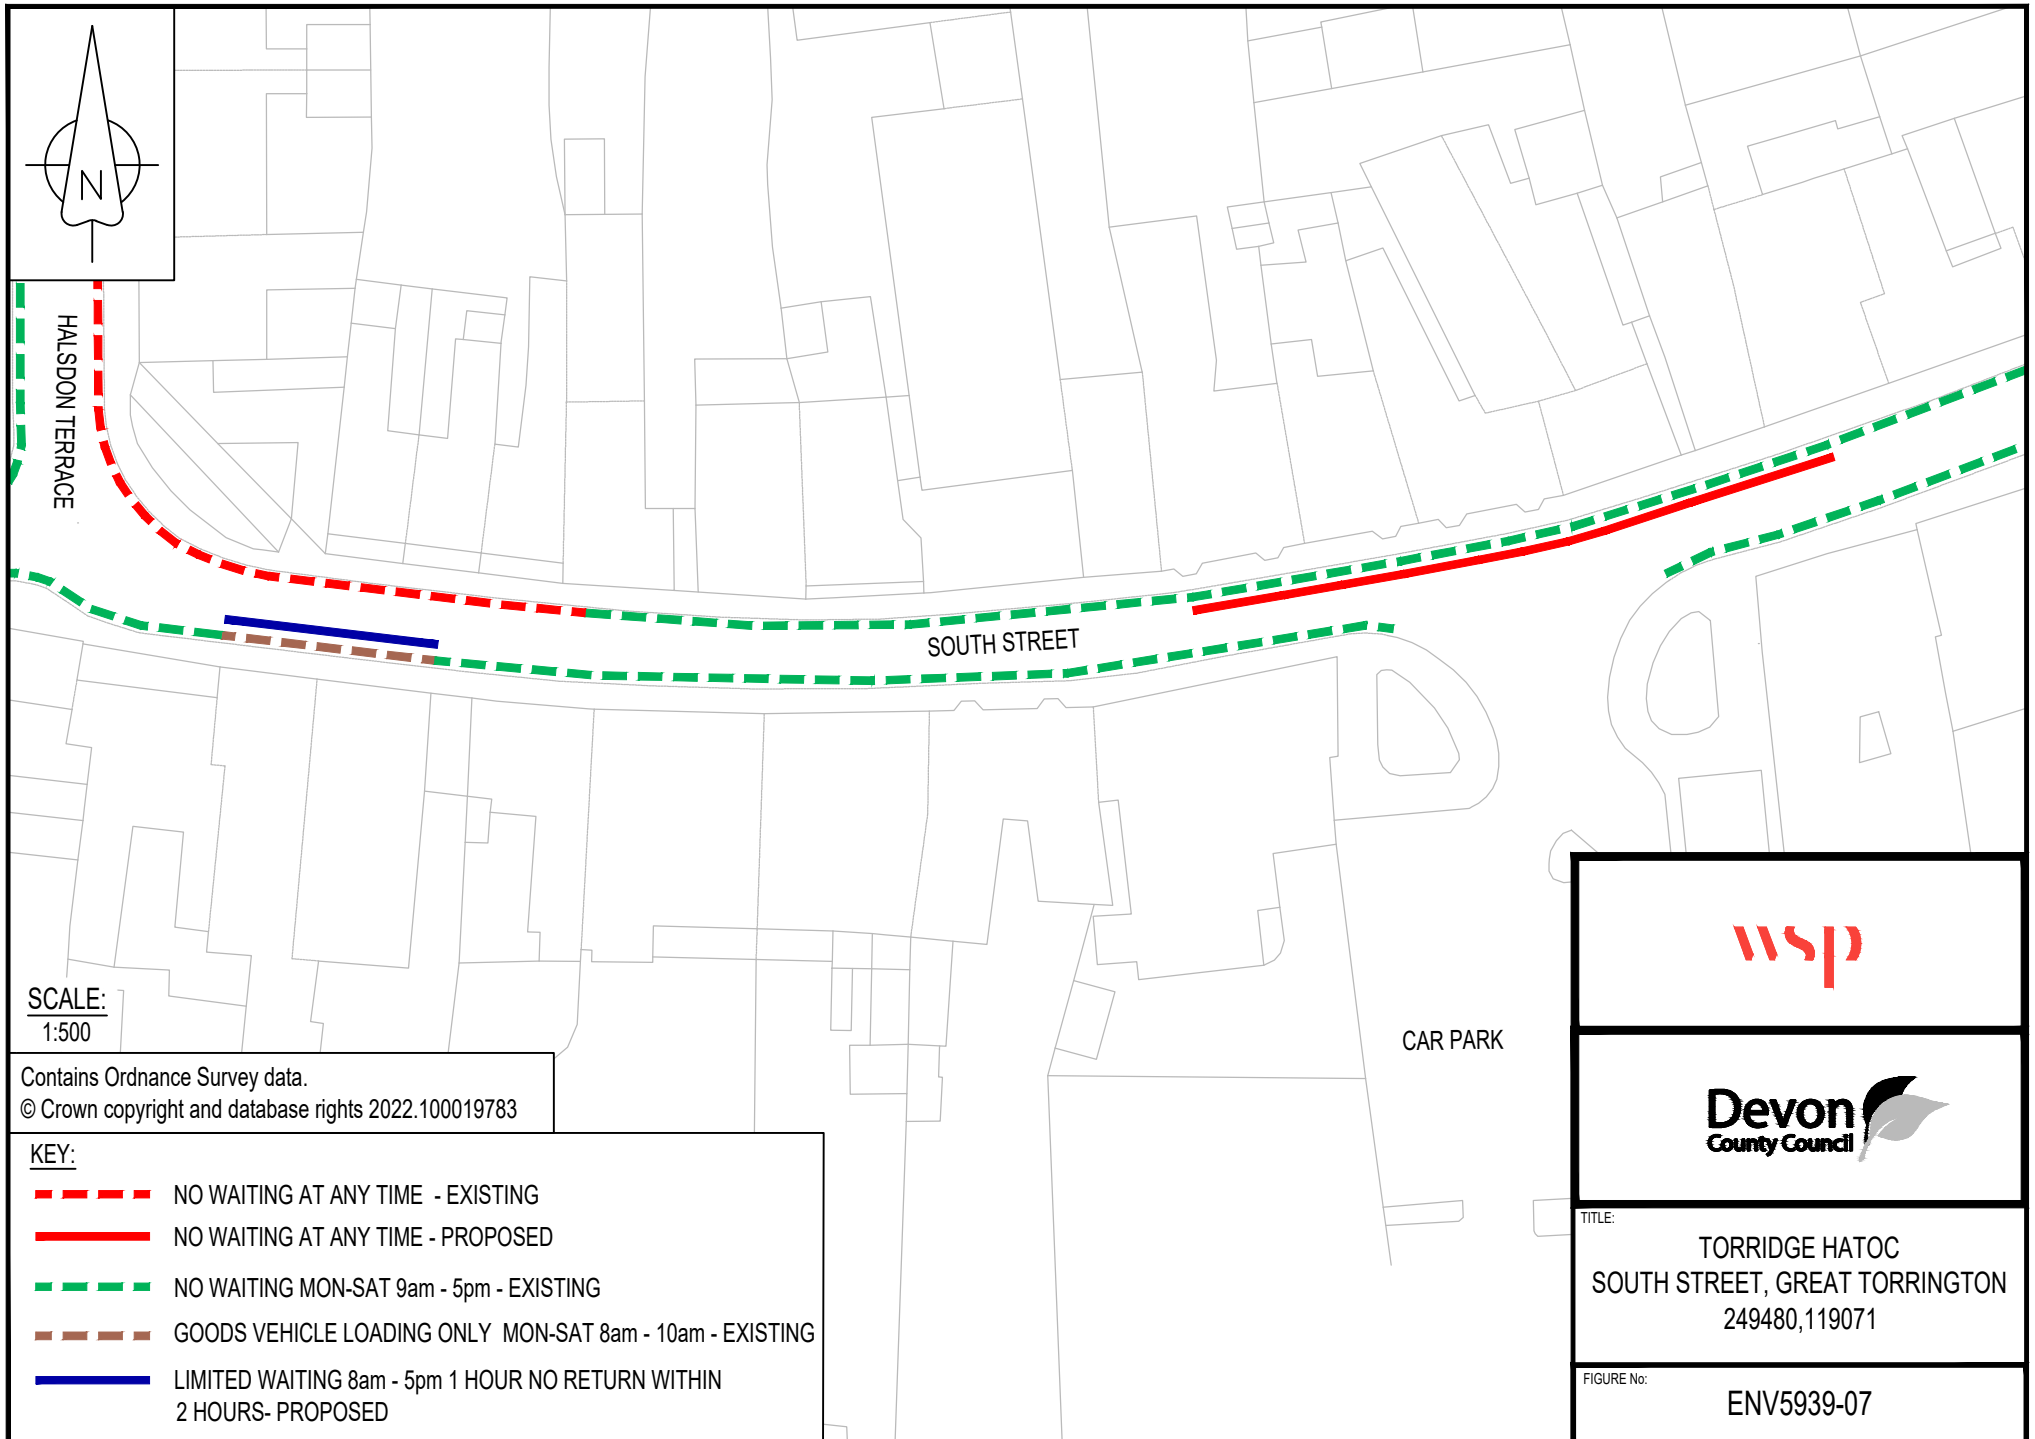 N
HALSDON TERRACE
SOUTH STREET
CAR PARK
SCALE:
1:500
Contains Ordnance Survey data.
© Crown copyright and database rights 2022.100019783
KEY:
NO WAITING AT ANY TIME - EXISTING
NO WAITING AT ANY TIME - PROPOSED
NO WAITING MON-SAT 9am - 5pm - EXISTING
GOODS VEHICLE LOADING ONLY MON-SAT 8am - 10am - EXISTING
LIMITED WAITING 8am - 5pm 1 HOUR NO RETURN WITHIN
2 HOURS- PROPOSED
wsp
Devon
County Council
TITLE:
TORRIDGE HATOC
SOUTH STREET, GREAT TORRINGTON
249480,119071
FIGURE No:
ENV5939-07